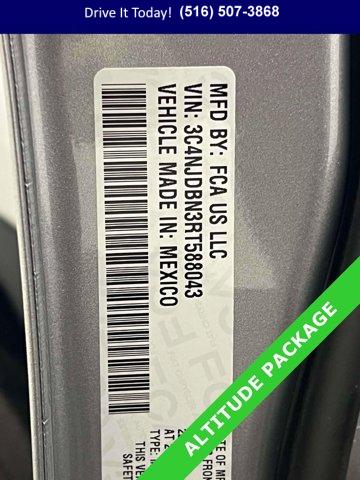 Drive It Today! (516) 507-3868
MFD BY: FCA US LLC
VIN: 3C4NJDBN3RT588043
VEHICLE MADE IN: MEXICO
ALTITUDE PACKAGE